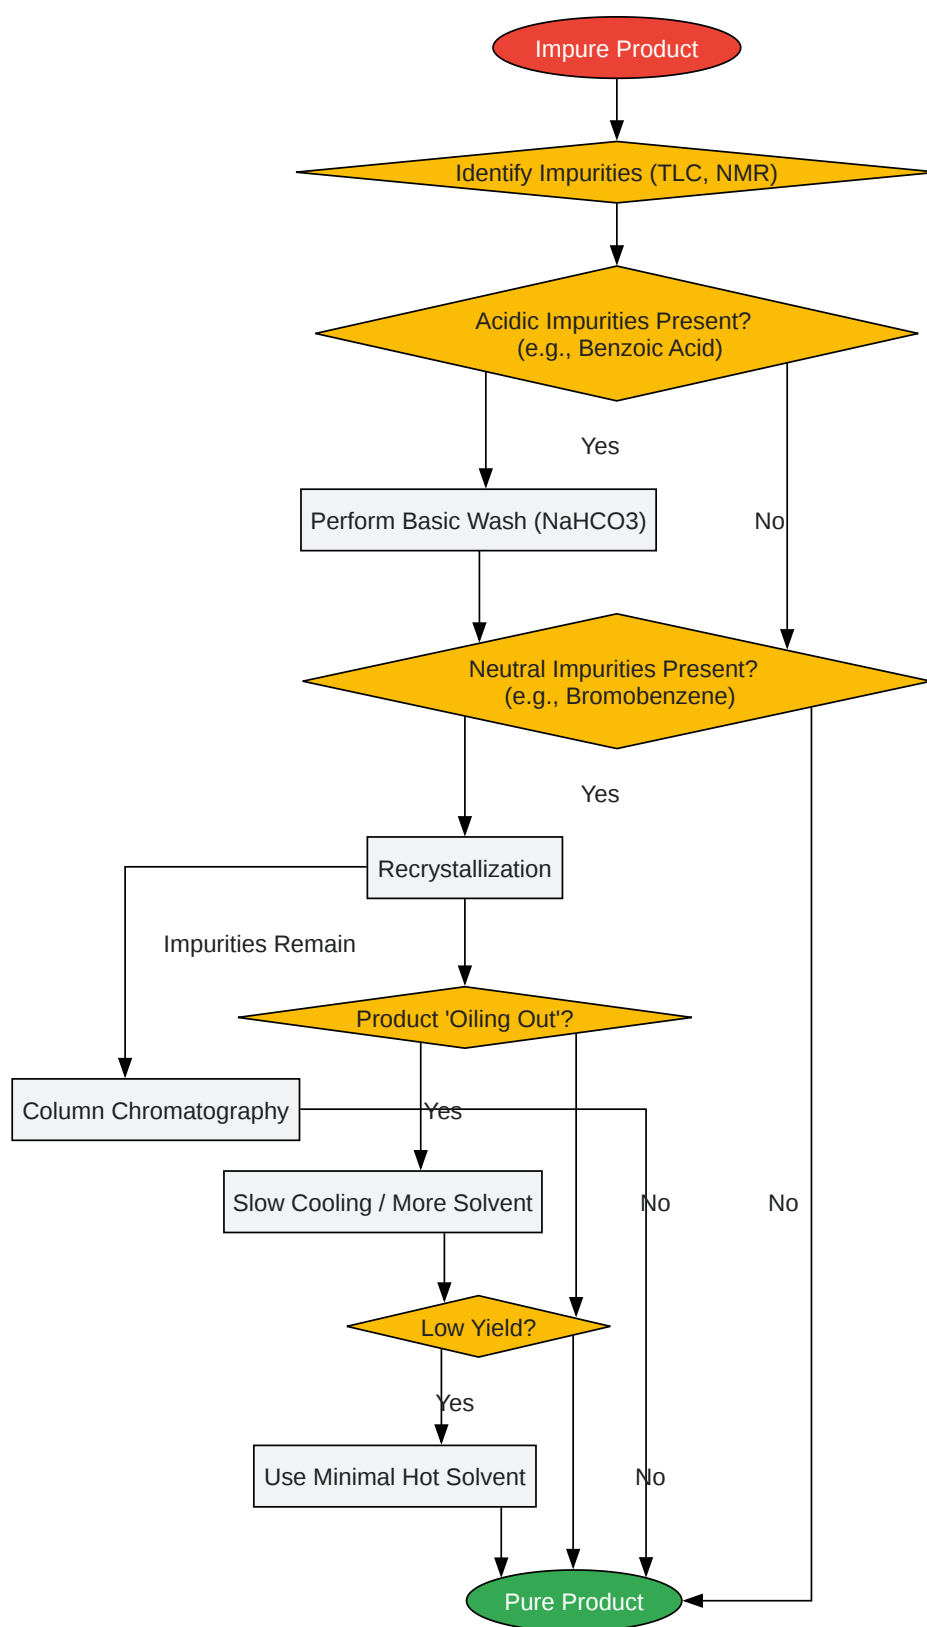 Impure Product
Identify Impurities (TLC, NMR)
Acidic Impurities Present?
(e.g., Benzoic Acid)
Yes
Perform Basic Wash (NaHCO3)
No
Neutral Impurities Present?
(e.g., Bromobenzene)
Yes
Recrystallization
Impurities Remain
Product 'Oiling Out'?
Column Chromatography
Yes
Slow Cooling / More Solvent
No
No
Low Yield?
Yes
Use Minimal Hot Solvent
No
Pure Product